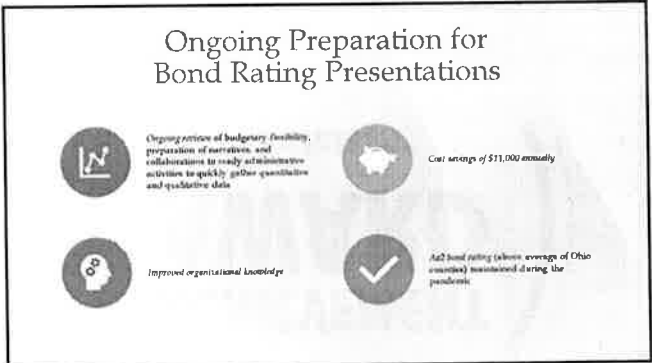 Ongoing Preparation for
Bond Rating Presentations
Ongoing reviews of budgetary flexibility,
preparation of narratives, and
collaborations to ready administrative
activities to quickly gather quantitative
and qualitative data
Cost savings of $11,000 annually
Improved organizational knowledge
Aa2 bond rating (above average of Ohio
counties) maintained during the
pandemic